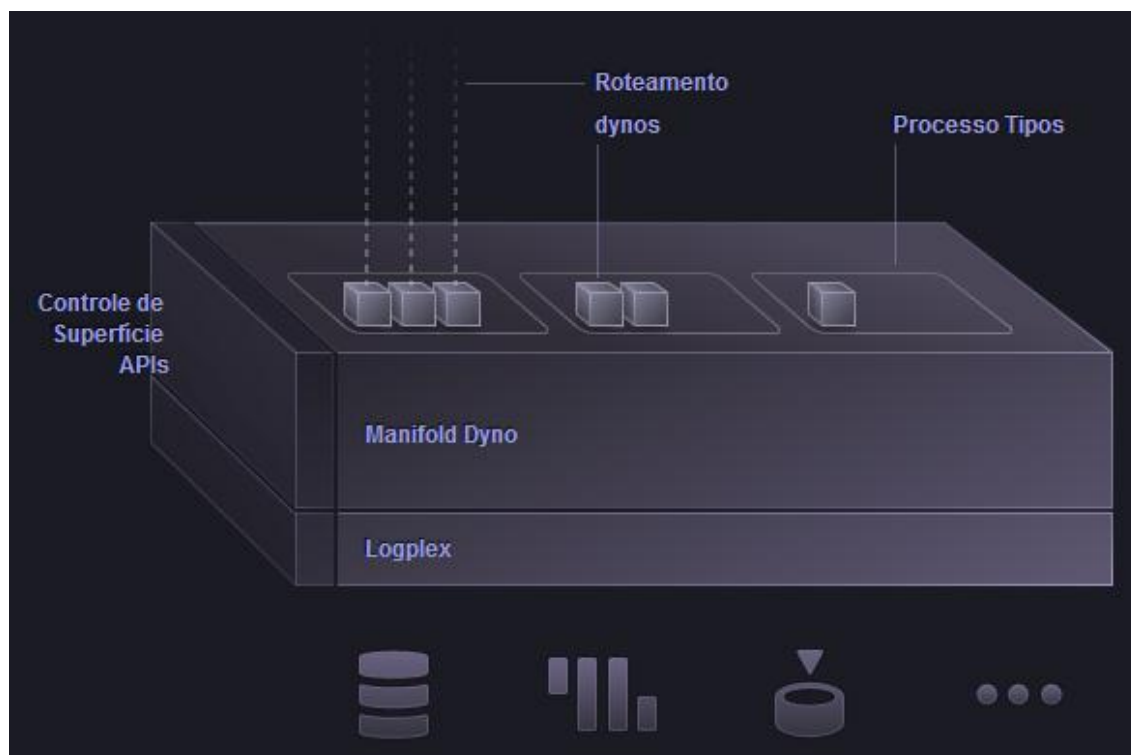 Roteamento
dynos
Processo Tipos
Controle de
Superfície
APIs
Manifold Dyno
Logplex